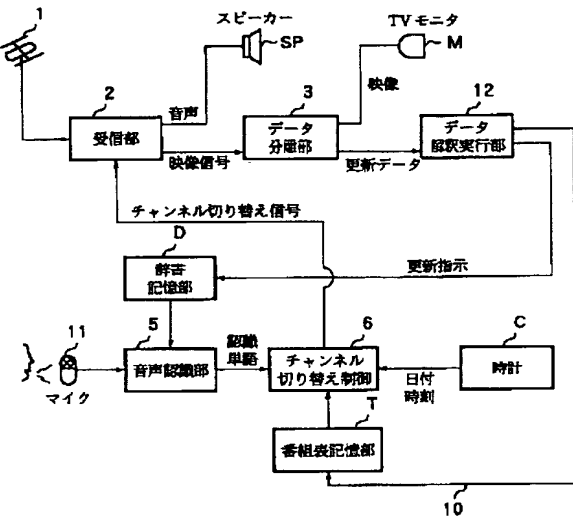 1
スピーカー
SP
TVモニタ
M
2
受信部
音声
映像信号
3
データ
分離部
映像
更新データ
12
データ
解釈実行部
チャンネル切り替え信号
D
辞書
記憶部
更新指示
11
マイク
5
音声認識部
認識
単語
6
チャンネル
切り替え制御
C
時計
日付
時刻
T
番組表記憶部
10